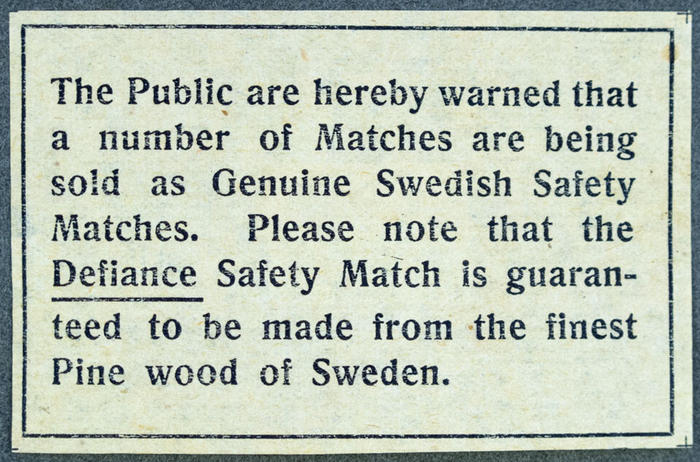 The Public are hereby warned that
a number of Matches are being
sold as Genuine Swedish Safety
Matches. Please note that the
Defiance Safety Match is guaran-
teed to be made from the finest
Pine wood of Sweden.